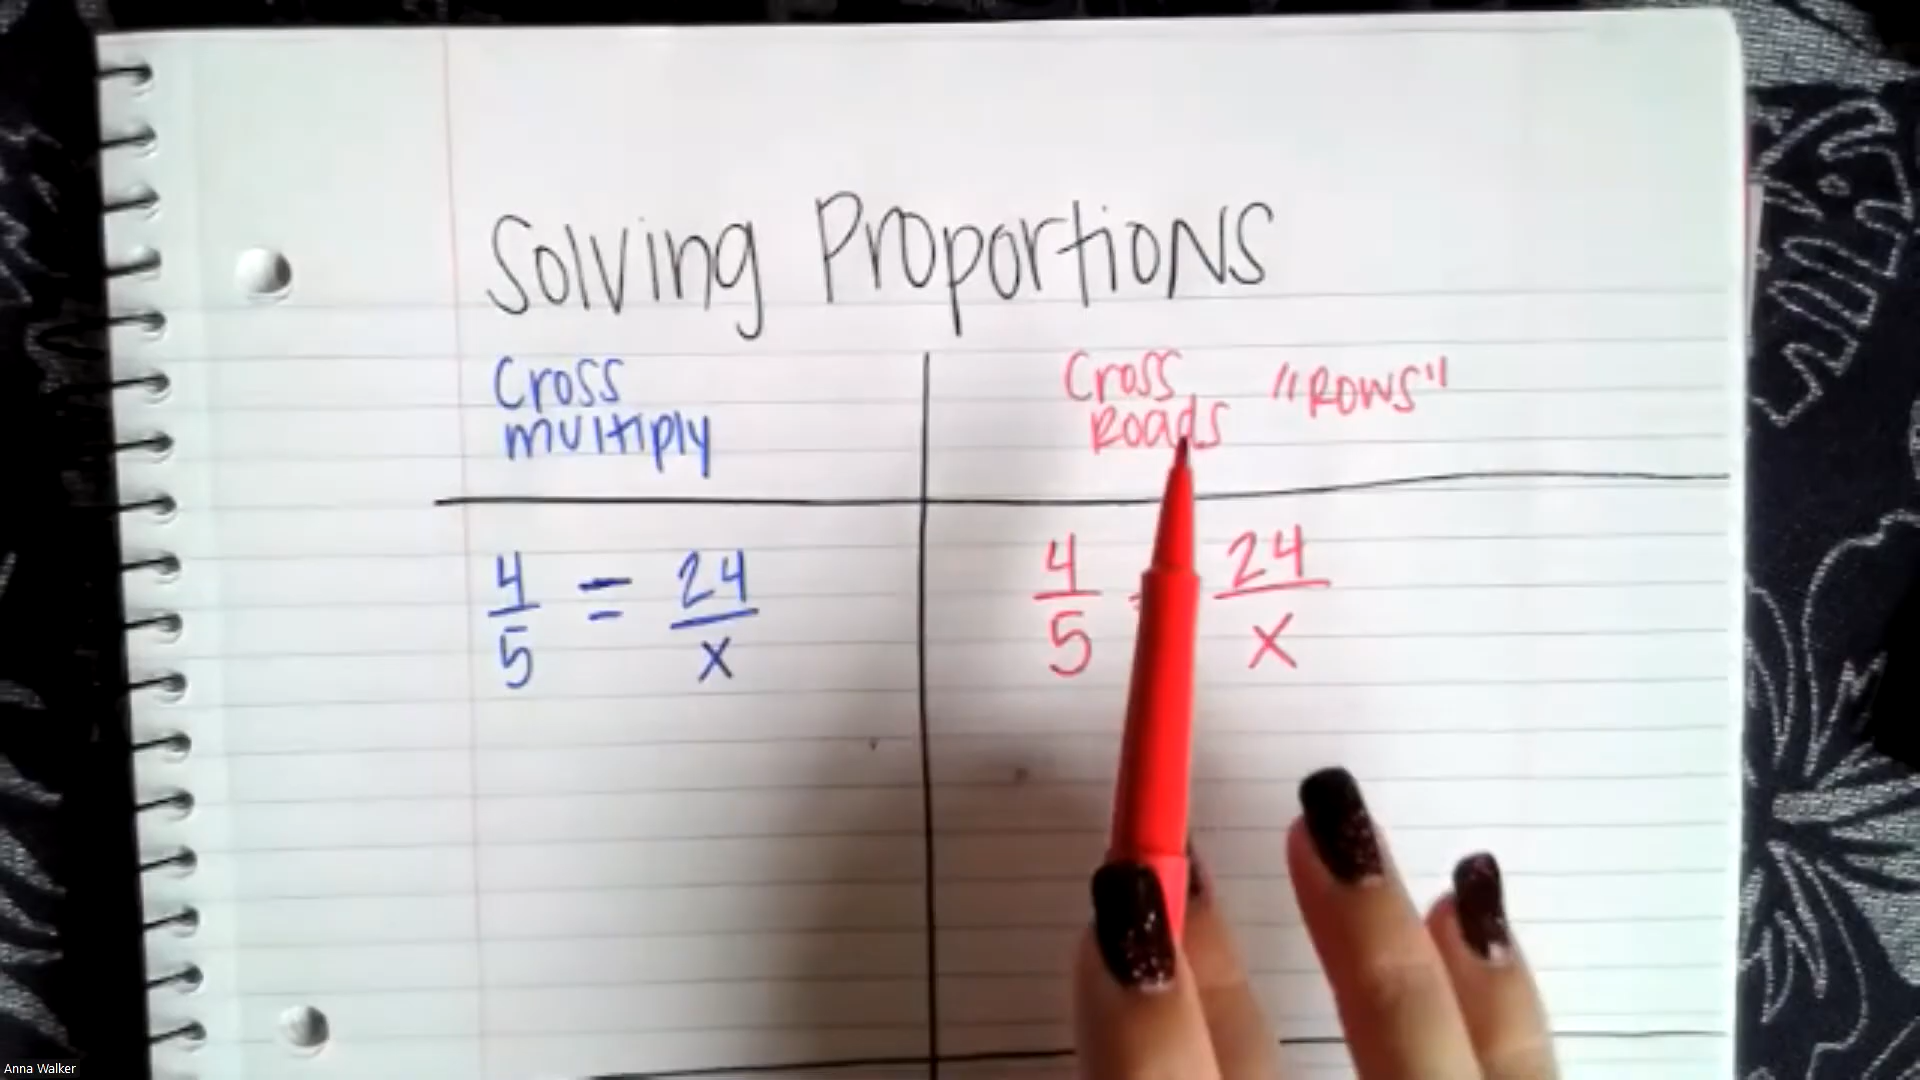 Solving Proportions
Cross
multiply
Cross
Roads
"Rows"
4/5 = 24/x
4/5 = 24/x
Anna Walker